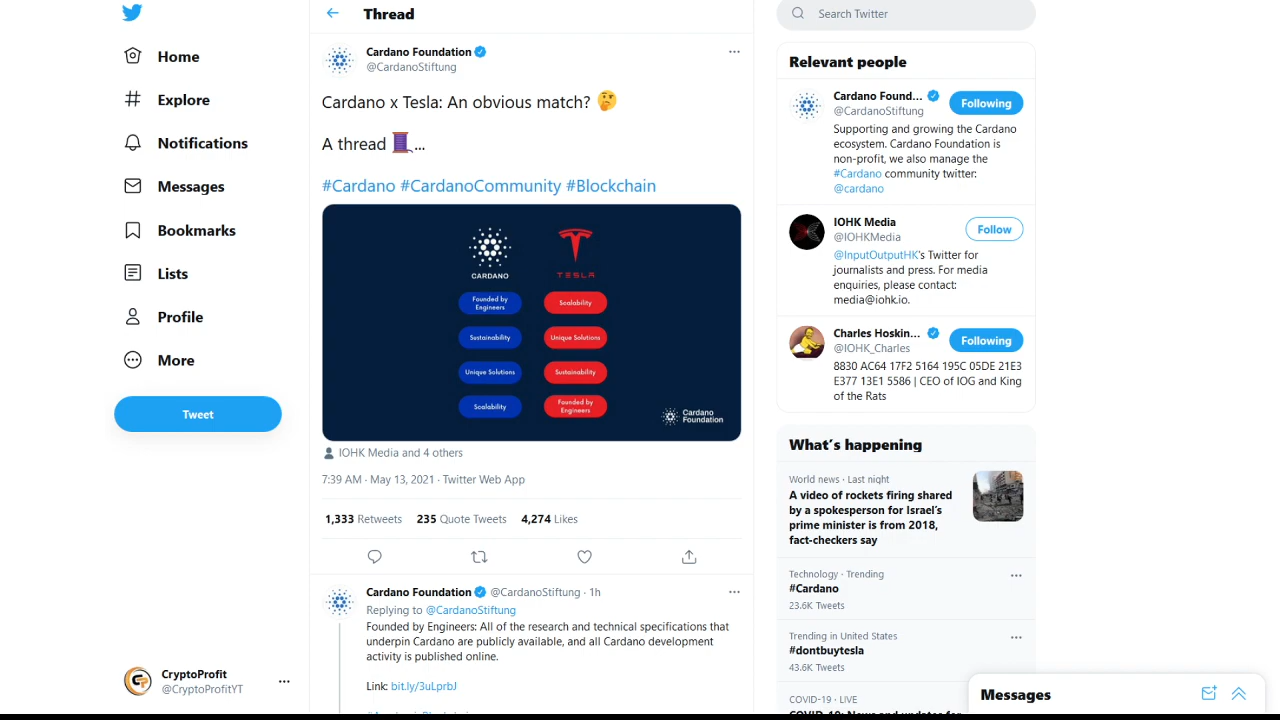 Home
Explore
Notifications
Messages
Bookmarks
Lists
Profile
More
Tweet
CryptoProfit
@CryptoProfitYT
Thread
Cardano Foundation
@CardanoStiftung
Cardano x Tesla: An obvious match? 🤔
A thread 🧵...
#Cardano #CardanoCommunity #Blockchain
CARDANO TESLA
Founded by Engineers Scalability
Sustainability Unique Solutions
Unique Solutions Sustainability
Scalability Founded by Engineers
Cardano Foundation
IOHK Media and 4 others
7:39 AM · May 13, 2021 · Twitter Web App
1,333 Retweets 235 Quote Tweets 4,274 Likes
Cardano Foundation @CardanoStiftung · 1h
Replying to @CardanoStiftung
Founded by Engineers: All of the research and technical specifications that
underpin Cardano are publicly available, and all Cardano development
activity is published online.
Link: bit.ly/3uLprbJ
Search Twitter
Relevant people
Cardano Found...
@CardanoStiftung
Following
Supporting and growing the Cardano
ecosystem. Cardano Foundation is
non-profit, we also manage the
#Cardano community twitter:
@cardano
IOHK Media
@IOHKMedia
Follow
@InputOutputHK's Twitter for
journalists and press. For media
enquiries, please contact:
media@iohk.io.
Charles Hoskin...
@IOHK_Charles
Following
8830 AC64 17F2 5164 195C 05DE 21E3
E377 13E1 5586 | CEO of IOG and King
of the Rats
What's happening
World news · Last night
A video of rockets firing shared
by a spokesperson for Israel's
prime minister is from 2018,
fact-checkers say
Technology · Trending
#Cardano
23.6K Tweets
Trending in United States
#dontbuytesla
43.6K Tweets
COVID-19 · LIVE
Messages